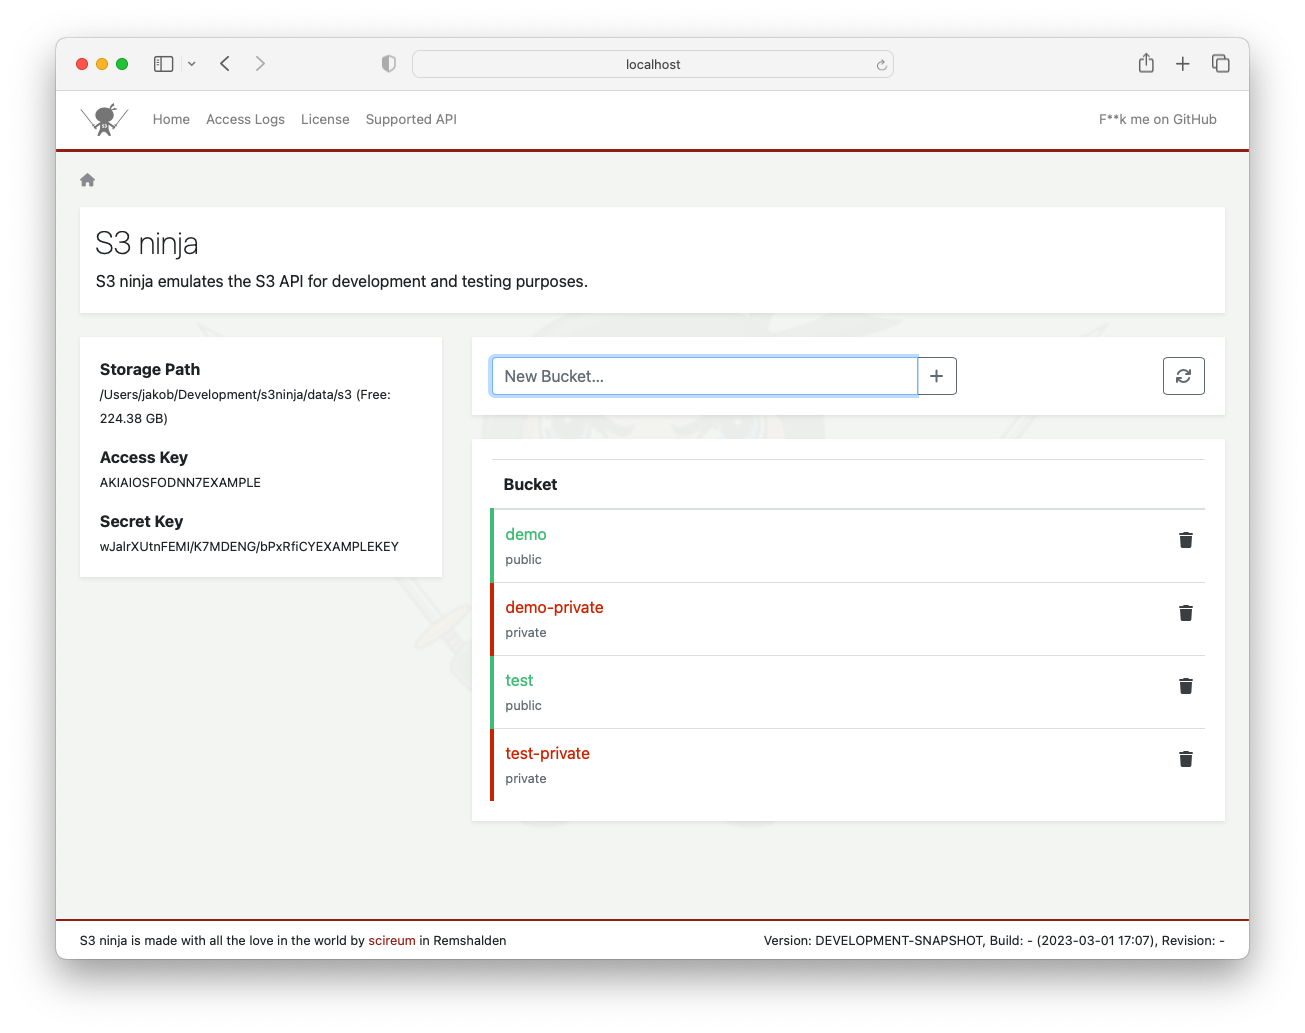 localhost
Home Access Logs License Supported API F**k me on GitHub
S3 ninja
S3 ninja emulates the S3 API for development and testing purposes.
Storage Path
/Users/jakob/Development/s3ninja/data/s3 (Free:
224.38 GB)
Access Key
AKIAIOSFODNN7EXAMPLE
Secret Key
wJalrXUtnFEMI/K7MDENG/bPxRfiCYEXAMPLEKEY
New Bucket...
Bucket
demo
public
demo-private
private
test
public
test-private
private
S3 ninja is made with all the love in the world by scireum in Remshalden
Version: DEVELOPMENT-SNAPSHOT, Build: - (2023-03-01 17:07), Revision: -